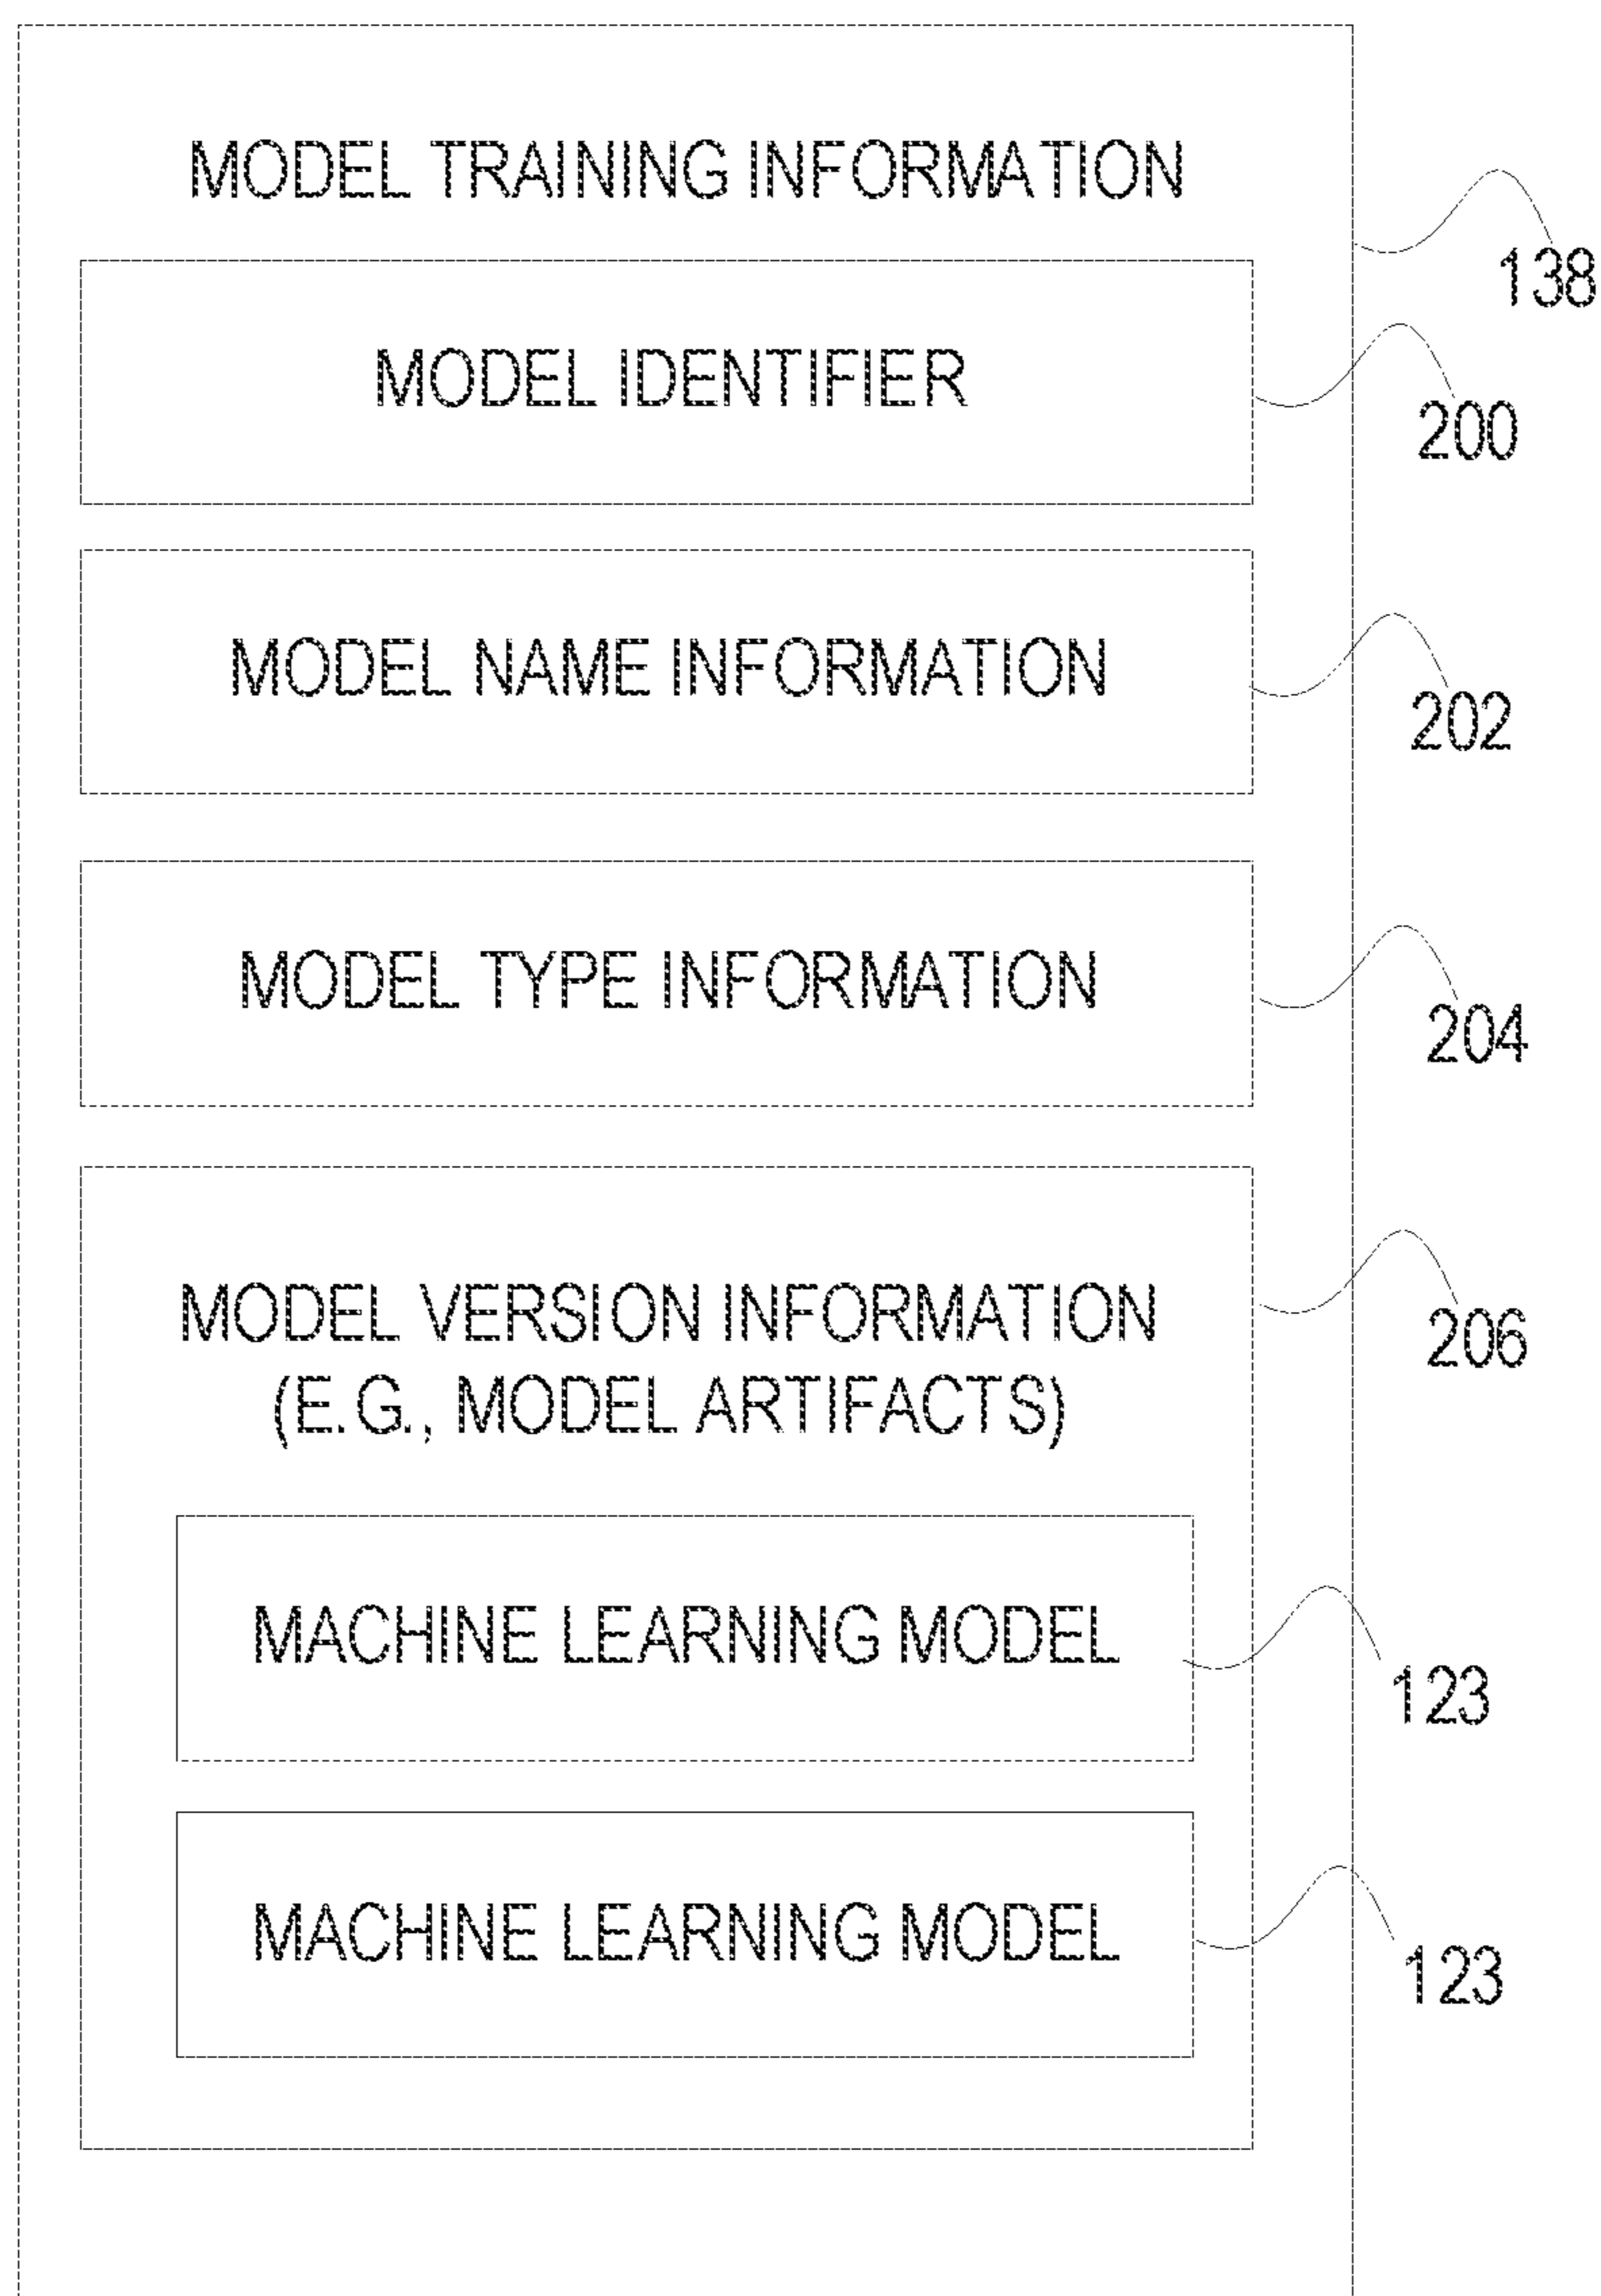 MODEL TRAINING INFORMATION
138
MODEL IDENTIFIER
200
MODEL NAME INFORMATION
202
MODEL TYPE INFORMATION
204
MODEL VERSION INFORMATION
(E.G., MODEL ARTIFACTS)
206
MACHINE LEARNING MODEL
123
MACHINE LEARNING MODEL
123